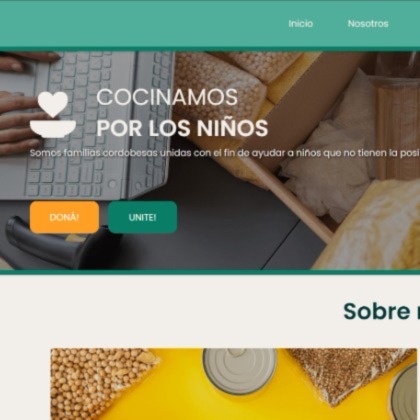 Inicio Nosotros
COCINAMOS
POR LOS NIÑOS
Somos familias cordobesas unidas con el fin de ayudar a niños que no tienen la posi
DONÁ! UNITE!
Sobre